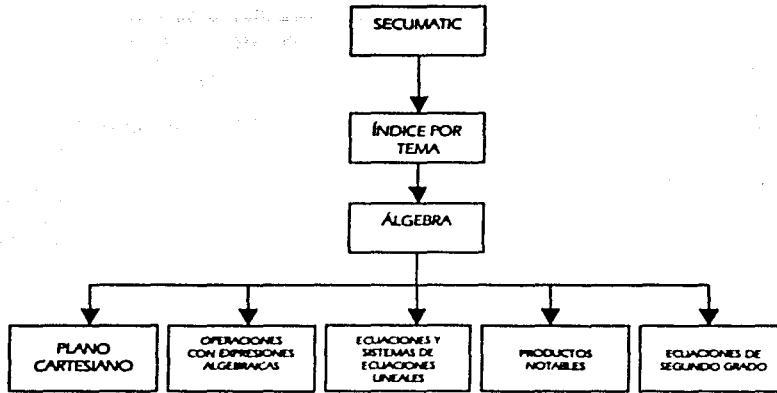 SECUMATIC
ÍNDICE POR
TEMA
ÁLGEBRA
PLANO
CARTESIANO
OPERACIONES
CON EXPRESIONES
ALGEBRAICAS
ECUACIONES Y
SISTEMAS DE
ECUACIONES
LINEALES
PRODUCTOS
NOTABLES
ECUACIONES DE
SEGUNDO GRADO